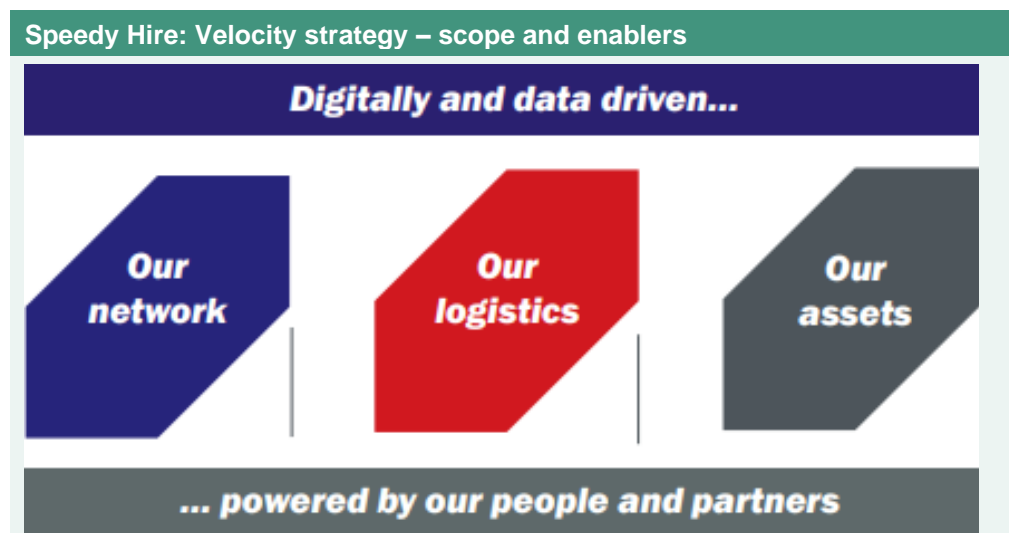 Speedy Hire: Velocity strategy – scope and enablers
Digitally and data driven...
Our
network
Our
logistics
Our
assets
... powered by our people and partners